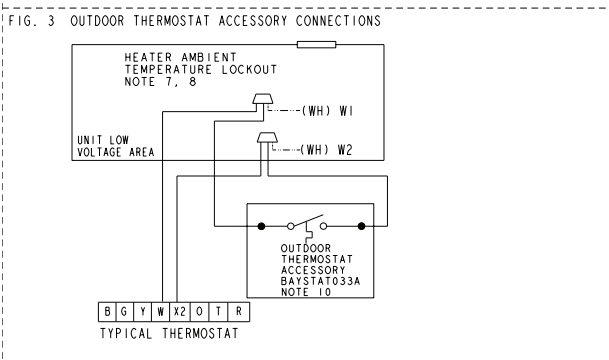 FIG. 3 OUTDOOR THERMOSTAT ACCESSORY CONNECTIONS
HEATER AMBIENT
TEMPERATURE LOCKOUT
NOTE 7, 8
(WH) W1
UNIT LOW
VOLTAGE AREA
(WH) W2
OUTDOOR
THERMOSTAT
ACCESSORY
BAYSTAT033A
NOTE 10
B G Y W X2 O T R
TYPICAL THERMOSTAT